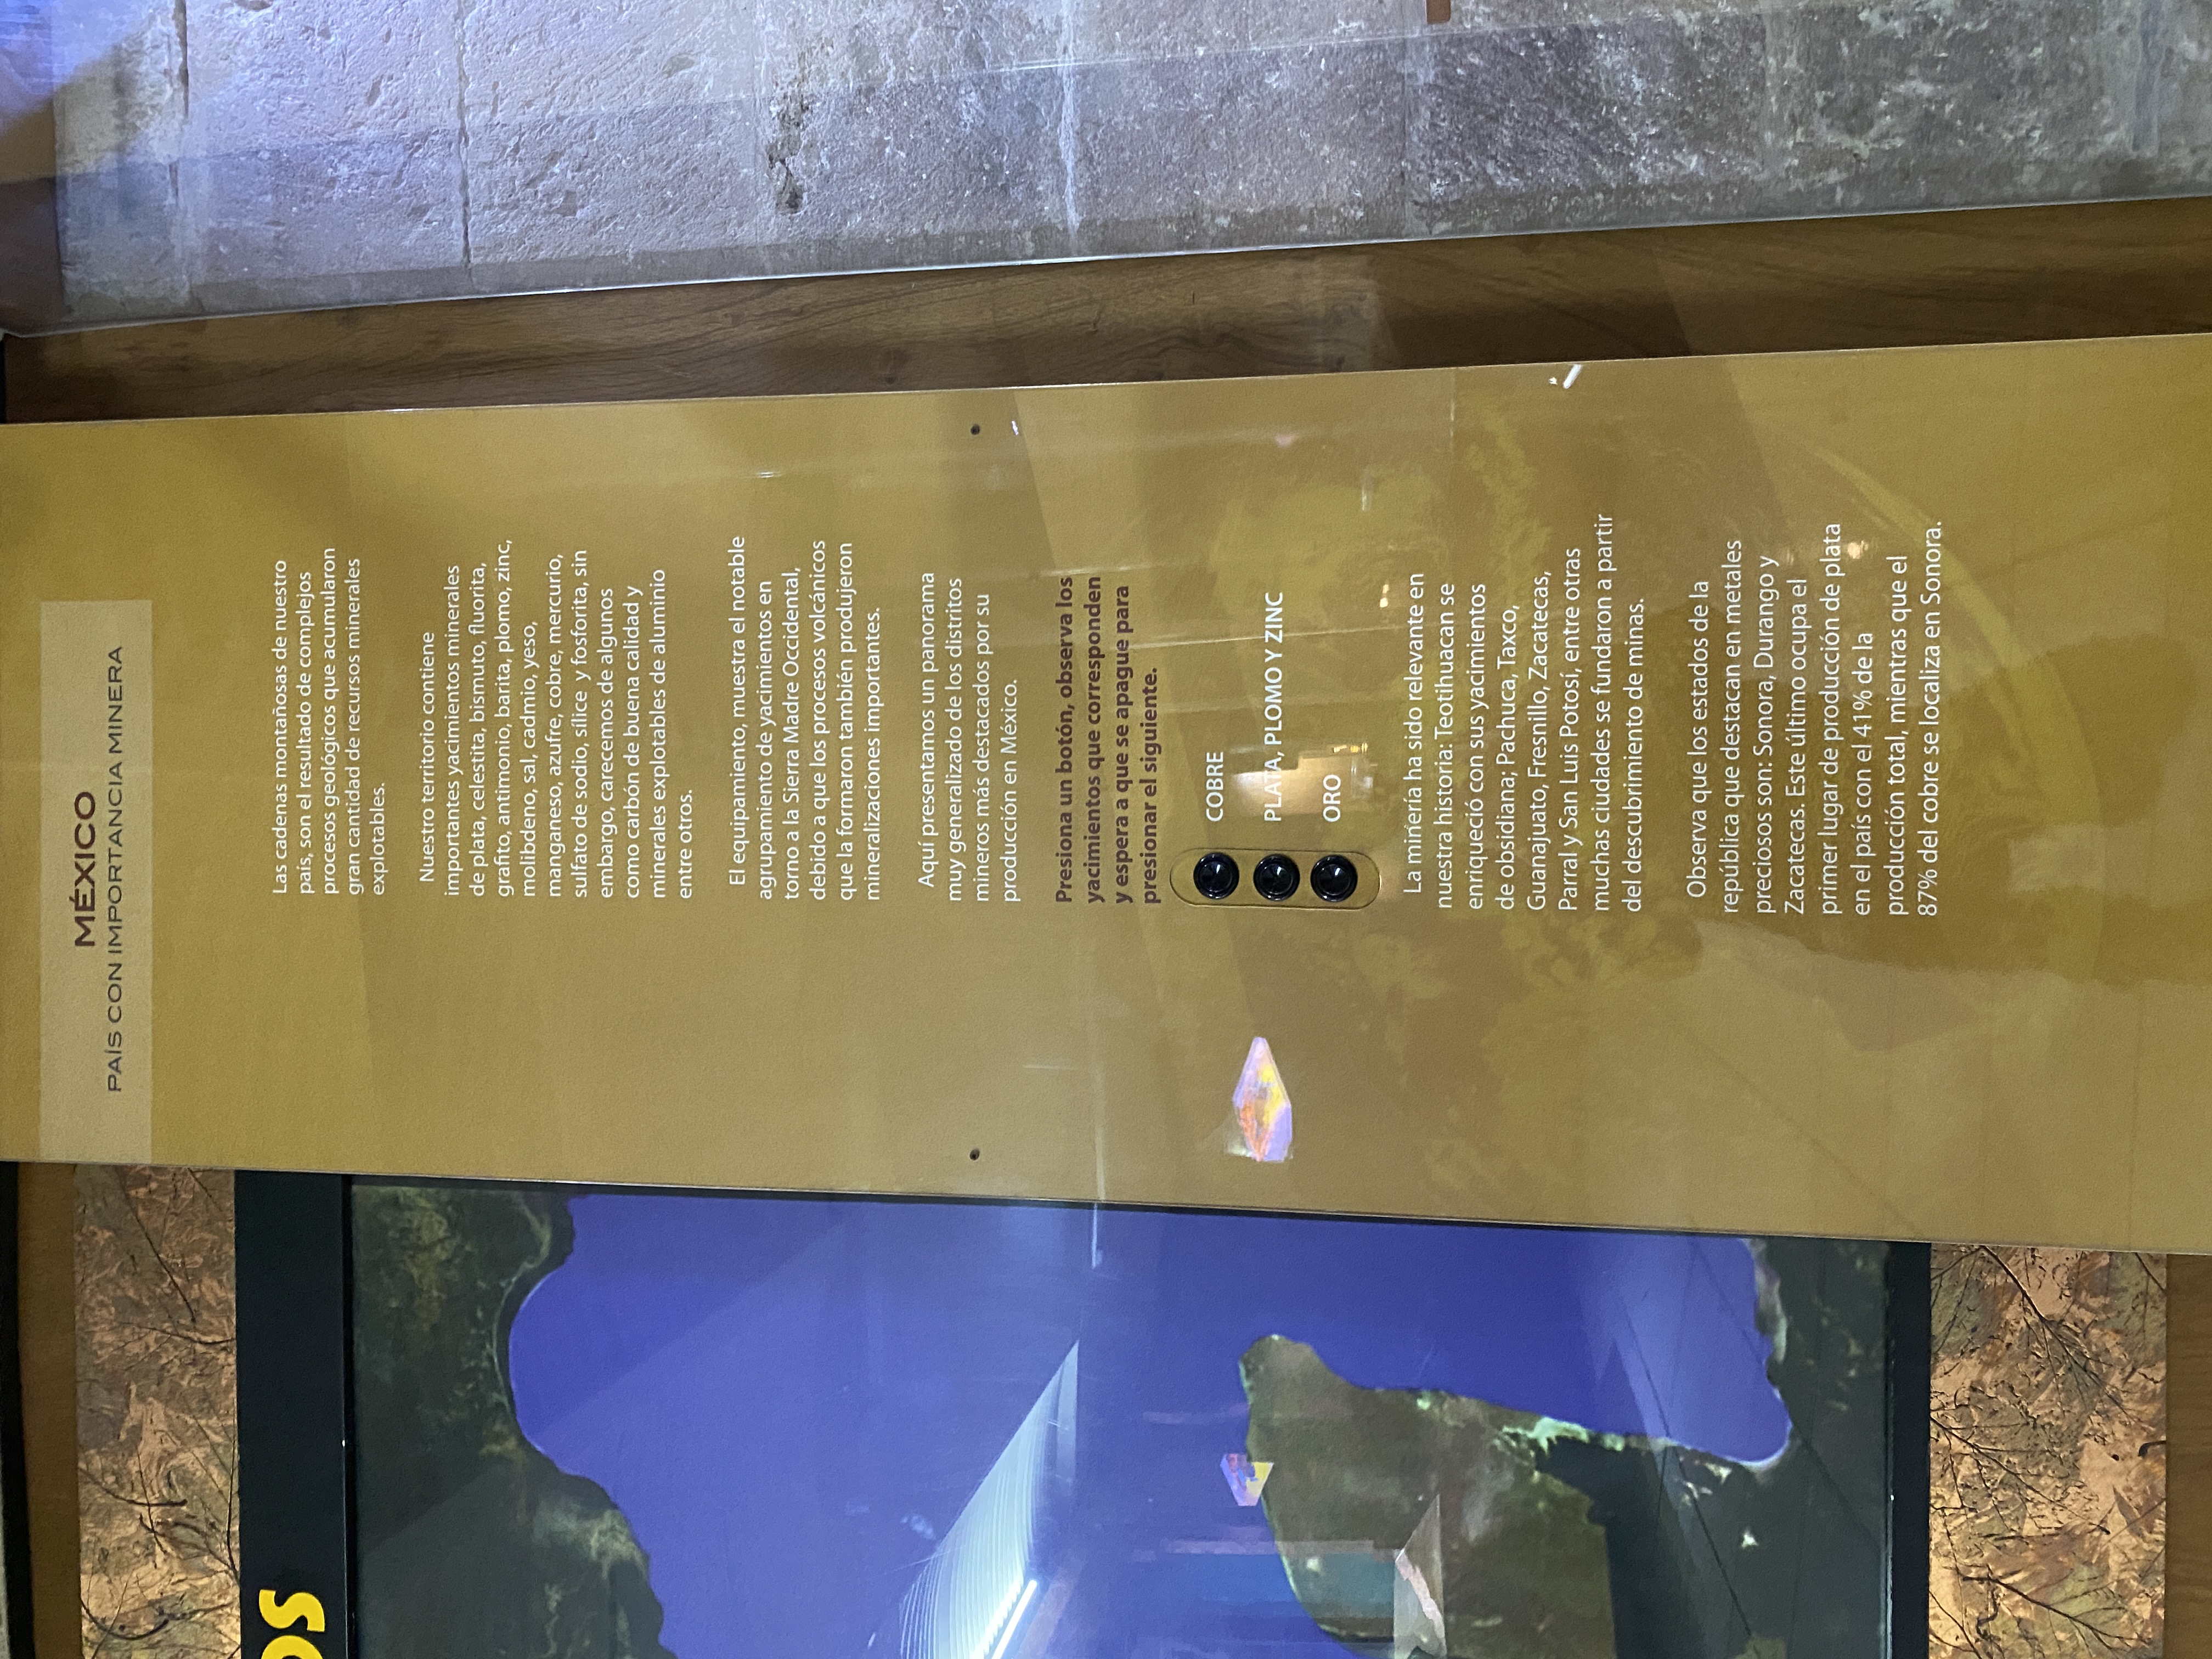 OS
MÉXICO
PAÍS CON IMPORTANCIA MINERA
Las cadenas montañosas de nuestro
país, son el resultado de complejos
procesos geológicos que acumularon
gran cantidad de recursos minerales
explotables.
Nuestro territorio contiene
importantes yacimientos minerales
de plata, celestita, bismuto, fluorita,
grafito, antimonio, barita, plomo, zinc,
molibdeno, sal, cadmio, yeso,
manganeso, azufre, cobre, mercurio,
sulfato de sodio, sílice y fosforita, sin
embargo, carecemos de algunos
como carbón de buena calidad y
minerales explotables de aluminio
entre otros.
El equipamiento, muestra el notable
agrupamiento de yacimientos en
torno a la Sierra Madre Occidental,
debido a que los procesos volcánicos
que la formaron también produjeron
mineralizaciones importantes.
Aquí presentamos un panorama
muy generalizado de los distritos
mineros más destacados por su
producción en México.
Presiona un botón, observa los
yacimientos que corresponden
y espera a que se apague para
presionar el siguiente.
COBRE
PLATA, PLOMO Y ZINC
ORO
La minería ha sido relevante en
nuestra historia: Teotihuacan se
enriqueció con sus yacimientos
de obsidiana; Pachuca, Taxco,
Guanajuato, Fresnillo, Zacatecas,
Parral y San Luis Potosí, entre otras
muchas ciudades se fundaron a partir
del descubrimiento de minas.
Observa que los estados de la
república que destacan en metales
preciosos son: Sonora, Durango y
Zacatecas. Este último ocupa el
primer lugar de producción de plata
en el país con el 41% de la
producción total, mientras que el
87% del cobre se localiza en Sonora.